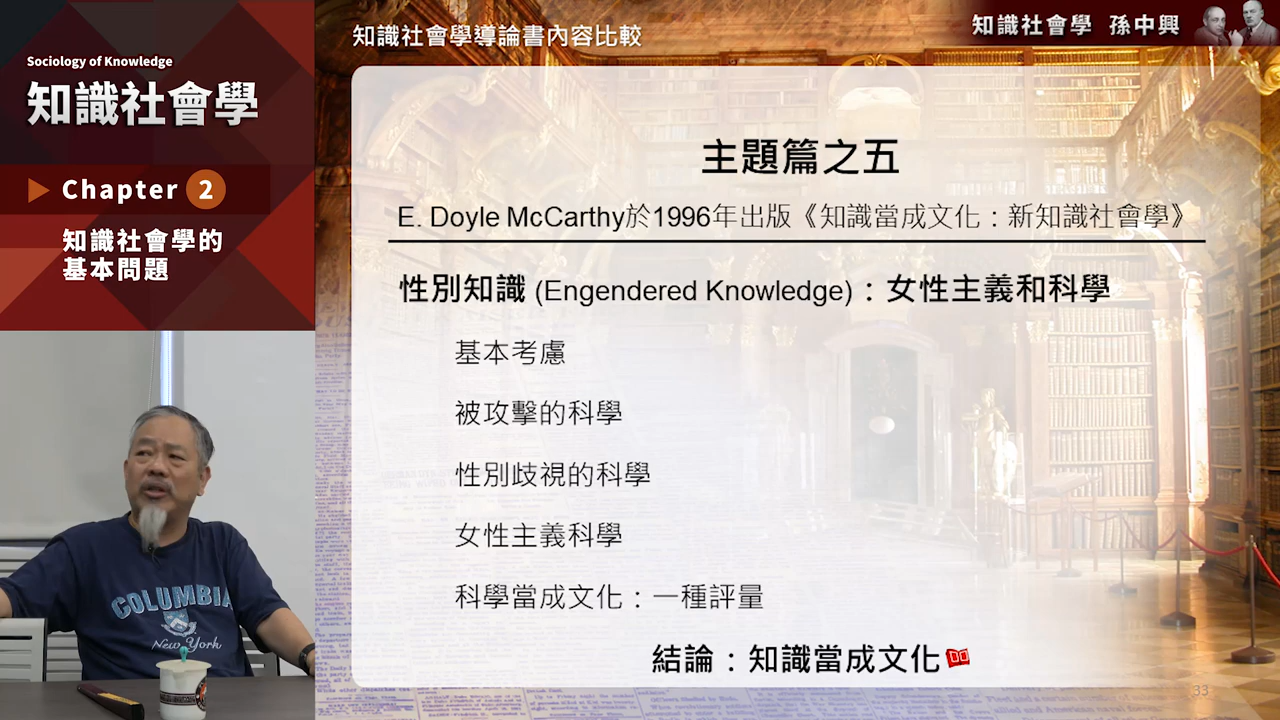 Sociology of Knowledge
知識社會學
Chapter 2
知識社會學的
基本問題
知識社會學導論書內容比較
知識社會學 孫中興
主題篇之五
E. Doyle McCarthy於1996年出版《知識當成文化：新知識社會學》
性別知識 (Engendered Knowledge)：女性主義和科學
基本考慮
被攻擊的科學
性別歧視的科學
女性主義科學
科學當成文化：一種評量
結論：知識當成文化
33
COLUMBIA
New York